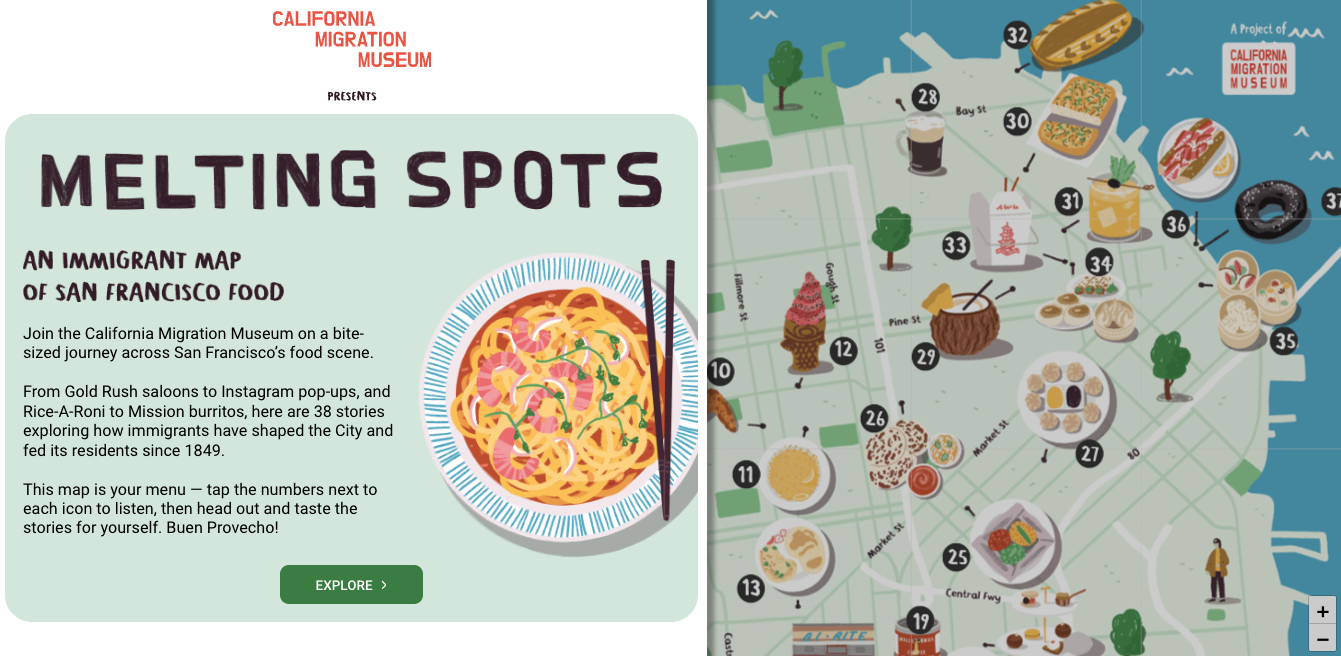 CALIFORNIA
MIGRATION
MUSEUM
PRESENTS
MELTING SPOTS
AN IMMIGRANT MAP
OF SAN FRANCISCO FOOD
Join the California Migration Museum on a bite-
sized journey across San Francisco's food scene.
From Gold Rush saloons to Instagram pop-ups, and
Rice-A-Roni to Mission burritos, here are 38 stories
exploring how immigrants have shaped the City and
fed its residents since 1849.
This map is your menu — tap the numbers next to
each icon to listen, then head out and taste the
stories for yourself. Buen Provecho!
EXPLORE >
A Project of
CALIFORNIA
MIGRATION
MUSEUM
32
28
Bay St
30
31
36
37
33
34
Fillmore St
Gough St
Pine St
101
12
29
35
10
26
Market St
27
80
11
Market St
25
13
Central Fwy
19
BI-RITE
+
−